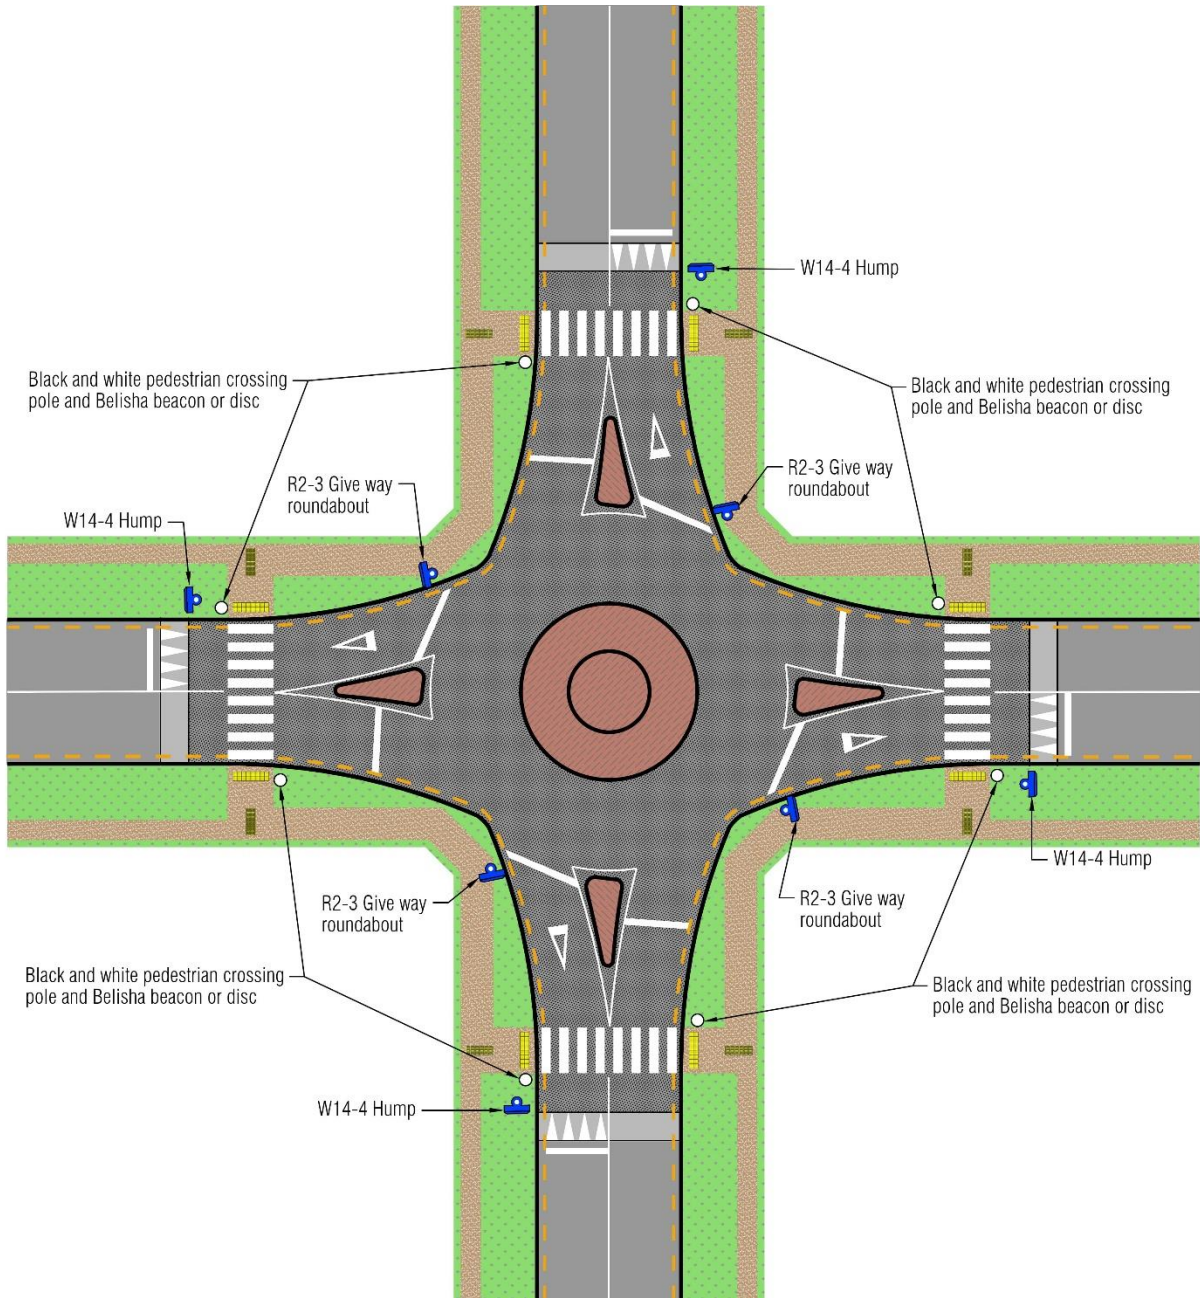 W14-4 Hump
Black and white pedestrian crossing
pole and Belisha beacon or disc
Black and white pedestrian crossing
pole and Belisha beacon or disc
R2-3 Give way
roundabout
R2-3 Give way
roundabout
W14-4 Hump
W14-4 Hump
R2-3 Give way
roundabout
R2-3 Give way
roundabout
Black and white pedestrian crossing
pole and Belisha beacon or disc
Black and white pedestrian crossing
pole and Belisha beacon or disc
W14-4 Hump